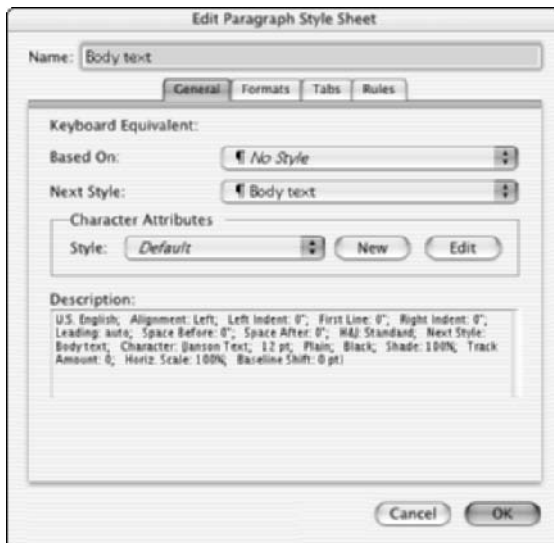 Edit Paragraph Style Sheet
Name: Body text
General Formats Tabs Rules
Keyboard Equivalent:
Based On: ¶ No Style
Next Style: ¶ Body text
Character Attributes
Style: Default New Edit
Description:
U.S. English; Alignment: Left; Left Indent: 0"; First Line: 0"; Right Indent: 0";
Leading: auto; Space Before: 0"; Space After: 0"; H&J: Standard; Next Style:
Body text; Character: (Janson Text; 12 pt; Plain; Black; Shade: 100%; Track
Amount: 0; Horiz. Scale: 100%; Baseline Shift: 0 pt)
Cancel OK